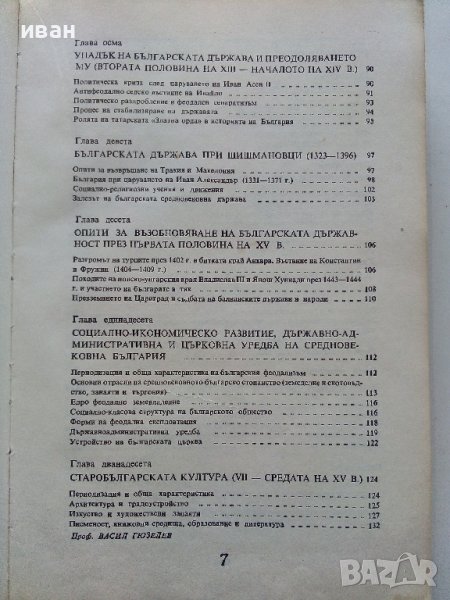 иван
Глава осма
УПАДЪК НА БЪЛГАРСКАТА ДЪРЖАВА И ПРЕОДОЛЯВАНЕТО
МУ (ВТОРАТА ПОЛОВИНА НА XIII — НАЧАЛОТО НА XIV В.) 90
Политическа криза след царуването на Иван Асен II 90
Антифеодално селско въстание на Ивайло 91
Политическо раздробление и феодален сепаратизъм 93
Процес на стабилизиране на държавата 94
Ролята на татарската «Златна орда» в историята на България 95
Глава девета
БЪЛГАРСКАТА ДЪРЖАВА ПРИ ШИШМАНОВЦИ (1323—1396) 97
Опити за възвръщане на Тракия и Македония 97
България при царуването на Иван Александър (1331—1371 г.) 98
Социално-религиозни учения и движения 102
Залезът на българската средновековна държава 103
Глава десета
ОПИТИ ЗА ВЪЗОБНОВЯВАНЕ НА БЪЛГАРСКАТА ДЪРЖАВ-
НОСТ ПРЕЗ ПЪРВАТА ПОЛОВИНА НА XV В. 106
Разгромът на турците през 1402 г. в битката край Анкара. Въстание на Константин
и Фружин (1404—1409 г.) 106
Походите на полско-унгарския крал Владислав III и Янош Хуниади през 1443—1444
г. и участието на българите в тях 108
Превземането на Цароград и съдбата на балканските държави и народи 110
Глава единадесета
СОЦИАЛНО-ИКОНОМИЧЕСКО РАЗВИТИЕ, ДЪРЖАВНО-АД-
МИНИСТРАТИВНА И ЦЪРКОВНА УРЕДБА НА СРЕДНОВЕ-
КОВНА БЪЛГАРИЯ 112
Периодизация и обща характеристика на българския феодализъм 112
Основни отрасли на средновековното българско стопанство (земеделие и скотовъд-
ство, занаяти и търговия) 113
Едро феодално земевладение 116
Социално-класова структура на българското общество 116
Форми на феодална експлоатация 118
Държавноадминистративна уредба 119
Устройство на българската църква 122
Глава дванадесета
СТАРОБЪЛГАРСКАТА КУЛТУРА (VII — СРЕДАТА НА XV В.) 124
Периодизация и обща характеристика 124
Архитектура и градоустройство 125
Изкуство и художествени занаяти 127
Писменост, книжовни средища, образование и литература 132
Проф. ВАСИЛ ГЮЗЕЛЕВ
7
BAZAR.BG